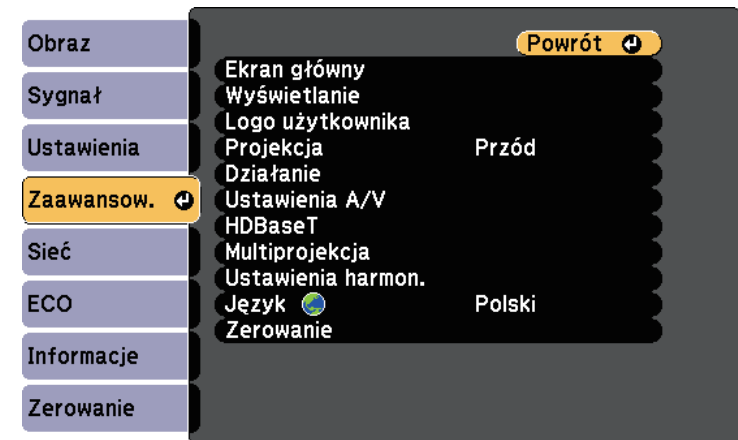 Obraz
Sygnał
Ustawienia
Zaawansow.
Sieć
ECO
Informacje
Zerowanie
Powrót
Ekran główny
Wyświetlanie
Logo użytkownika
Projekcja Przód
Działanie
Ustawienia A/V
HDBaseT
Multiprojekcja
Ustawienia harmon.
Język Polski
Zerowanie